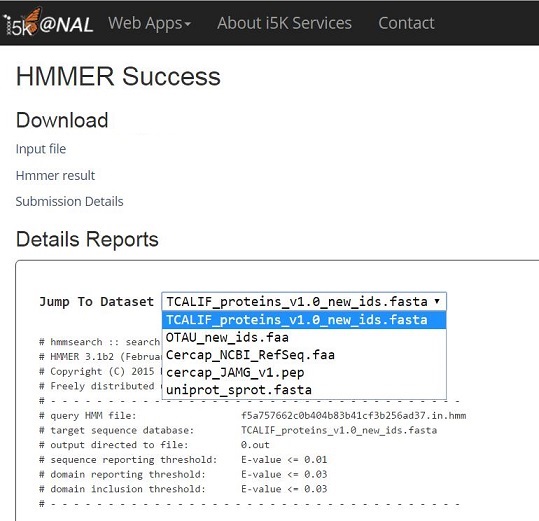 i5k @NAL Web Apps About i5K Services Contact
HMMER Success
Download
Input file
Hmmer result
Submission Details
Details Reports
Jump To Dataset TCALIF_proteins_v1.0_new_ids.fasta
TCALIF_proteins_v1.0_new_ids.fasta
OTAU_new_ids.faa
Cercap_NCBI_RefSeq.faa
cercap_JAMG_v1.pep
uniprot_sprot.fasta
# hmmsearch :: search
# HMMER 3.1b2 (Februa
# Copyright (C) 2015
# Freely distributed
# - - - - - - - - - - - - - - - - - - - - - - - - - - - - - - - - - - - -
# query HMM file: f5a757662c0b404b83b41cf3b256ad37.in.hmm
# target sequence database: TCALIF_proteins_v1.0_new_ids.fasta
# output directed to file: 0.out
# sequence reporting threshold: E-value <= 0.01
# domain reporting threshold: E-value <= 0.03
# domain inclusion threshold: E-value <= 0.03
# - - - - - - - - - - - - - - - - - - - - - - - - - - - - - - - - - - - -